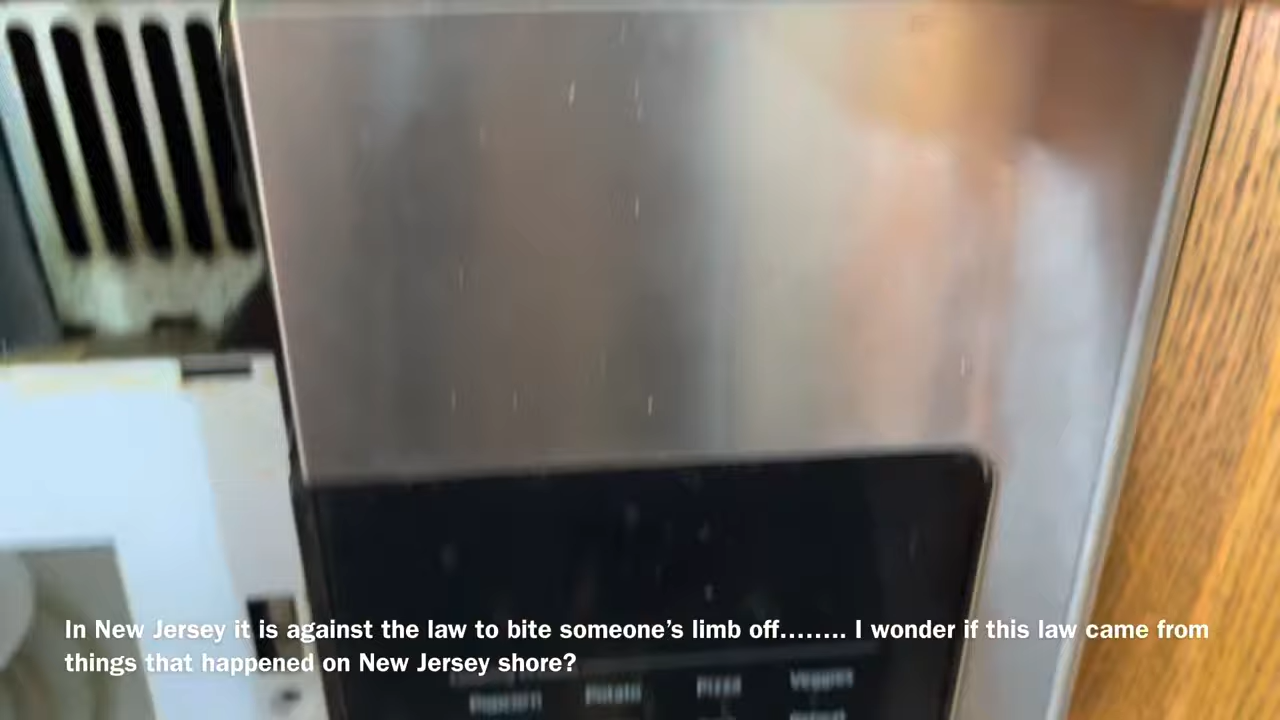 In New Jersey it is against the law to bite someone’s limb off........ I wonder if this law came from
things that happened on New Jersey shore?
Popcorn Potato Pizza Veggies